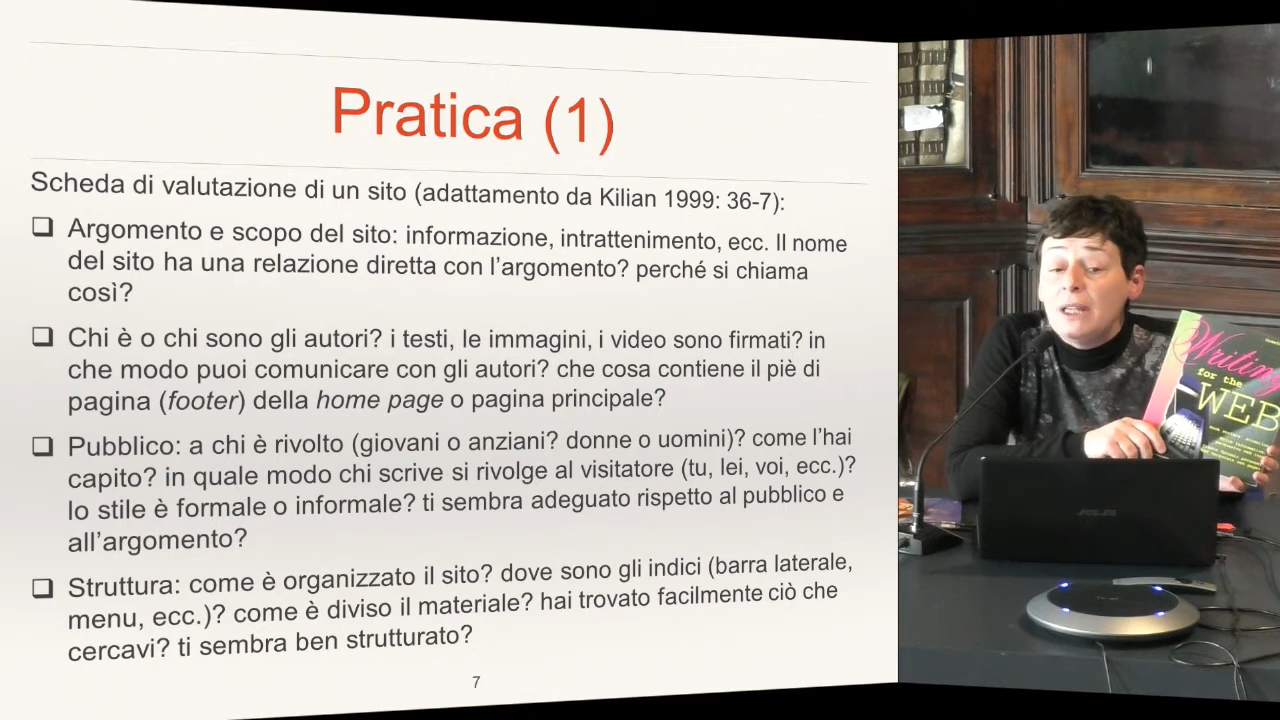 Pratica (1)
Scheda di valutazione di un sito (adattamento da Kilian 1999: 36-7):
❑ Argomento e scopo del sito: informazione, intrattenimento, ecc. Il nome
del sito ha una relazione diretta con l'argomento? perché si chiama
così?
❑ Chi è o chi sono gli autori? i testi, le immagini, i video sono firmati? in
che modo puoi comunicare con gli autori? che cosa contiene il piè di
pagina (footer) della home page o pagina principale?
❑ Pubblico: a chi è rivolto (giovani o anziani? donne o uomini)? come l'hai
capito? in quale modo chi scrive si rivolge al visitatore (tu, lei, voi, ecc.)?
lo stile è formale o informale? ti sembra adeguato rispetto al pubblico e
all'argomento?
❑ Struttura: come è organizzato il sito? dove sono gli indici (barra laterale,
menu, ecc.)? come è diviso il materiale? hai trovato facilmente ciò che
cercavi? ti sembra ben strutturato?
7
Writing
for the
WEB
ASUS